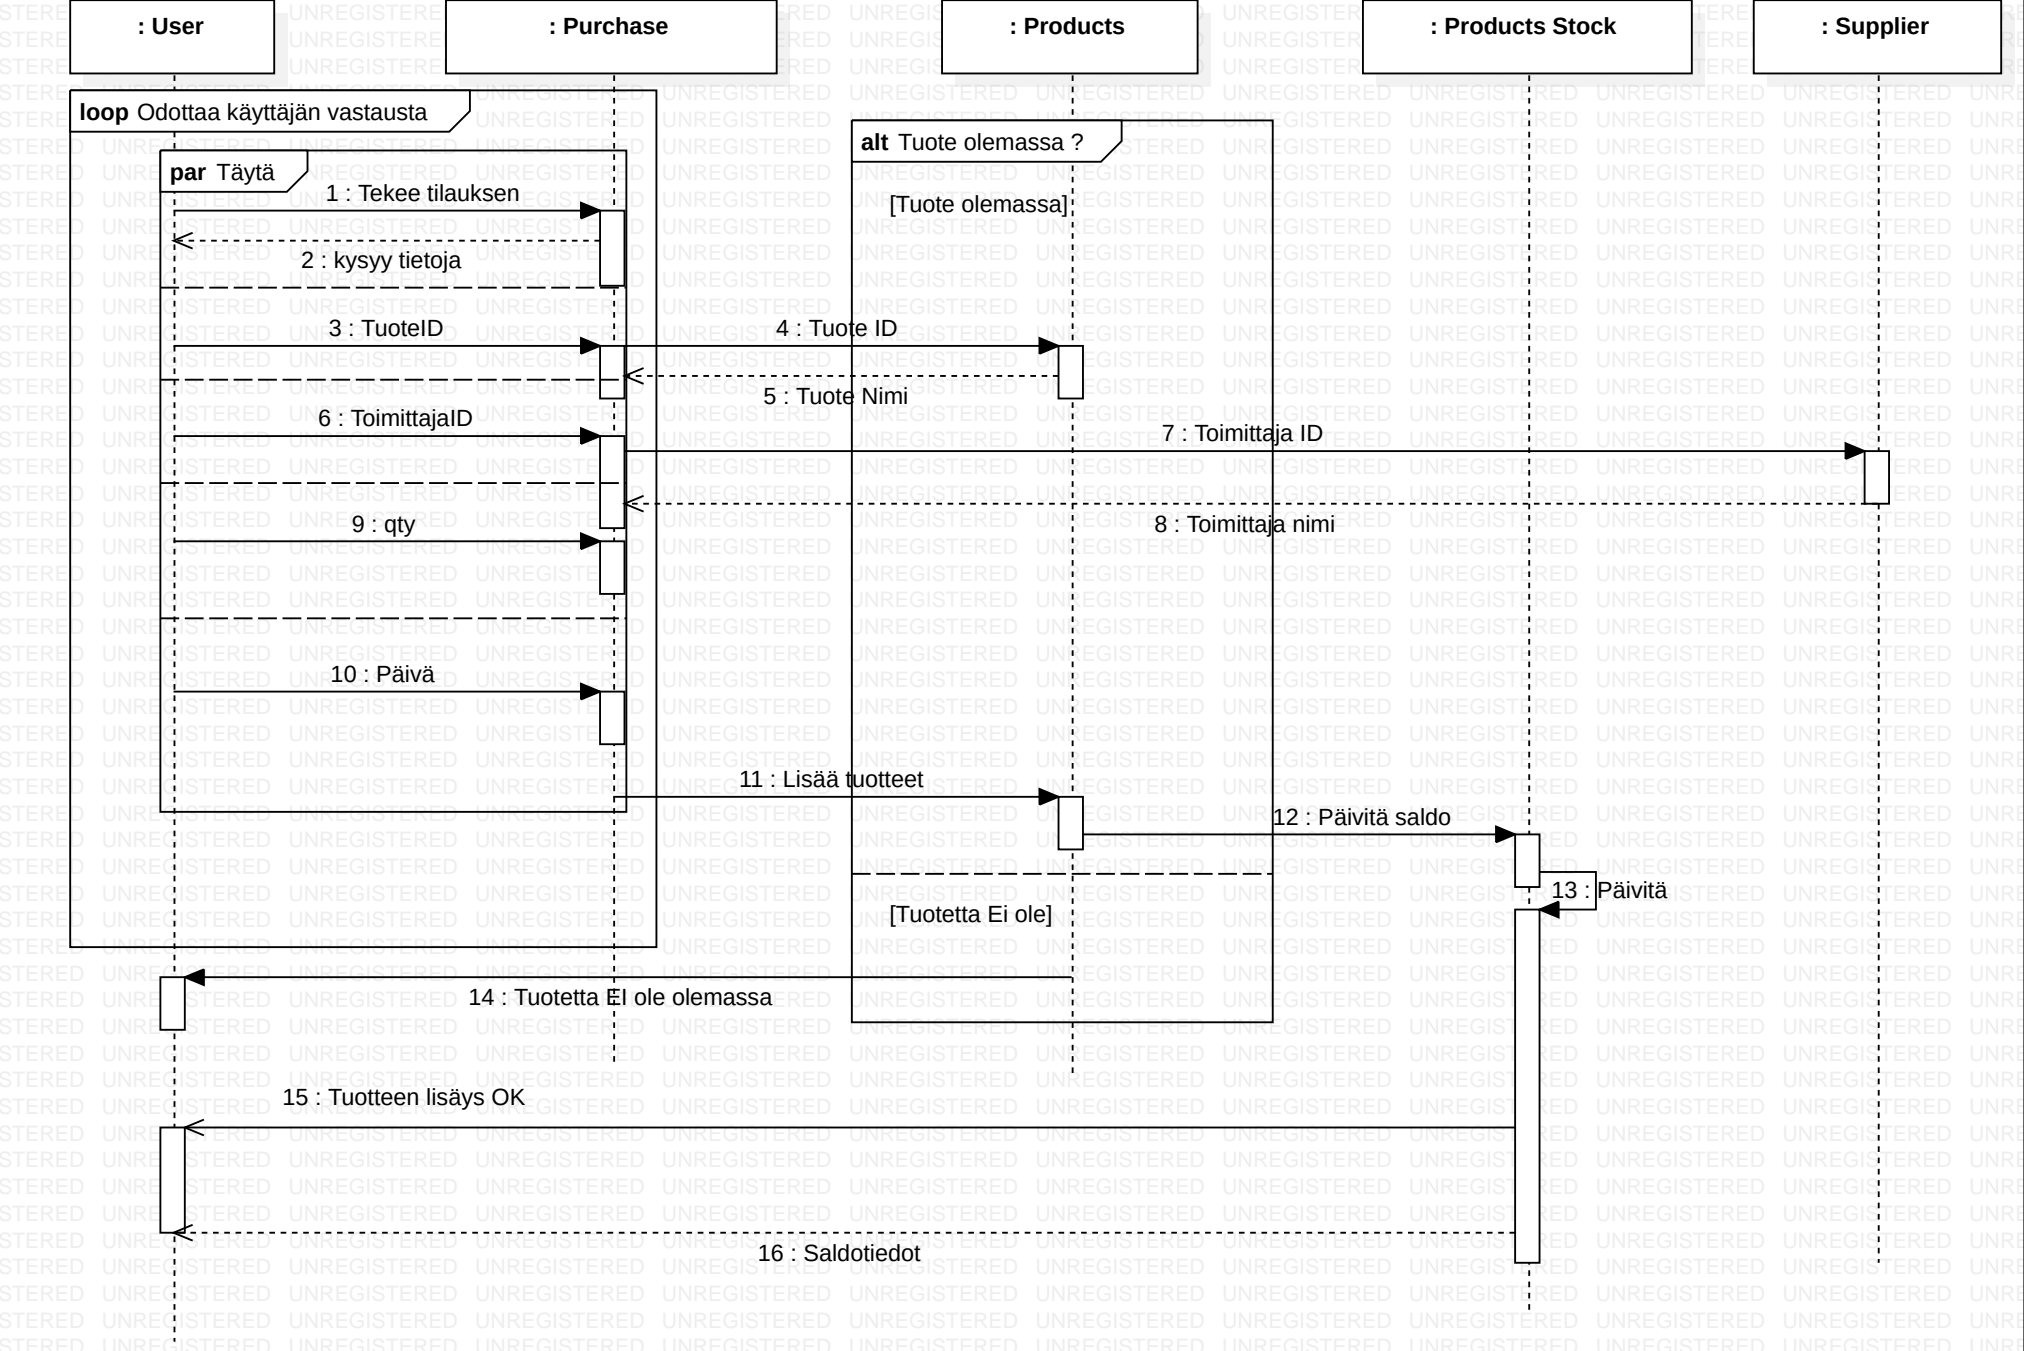 : User
: Purchase
: Products
: Products Stock
: Supplier
loop Odottaa käyttäjän vastausta
alt Tuote olemassa ?
par Täytä
1 : Tekee tilauksen
[Tuote olemassa]
2 : kysyy tietoja
3 : TuoteID
4 : Tuote ID
5 : Tuote Nimi
6 : ToimittajaID
7 : Toimittaja ID
8 : Toimittaja nimi
9 : qty
10 : Päivä
11 : Lisää tuotteet
12 : Päivitä saldo
13 : Päivitä
[Tuotetta Ei ole]
14 : Tuotetta EI ole olemassa
15 : Tuotteen lisäys OK
16 : Saldotiedot
UNREGISTERED